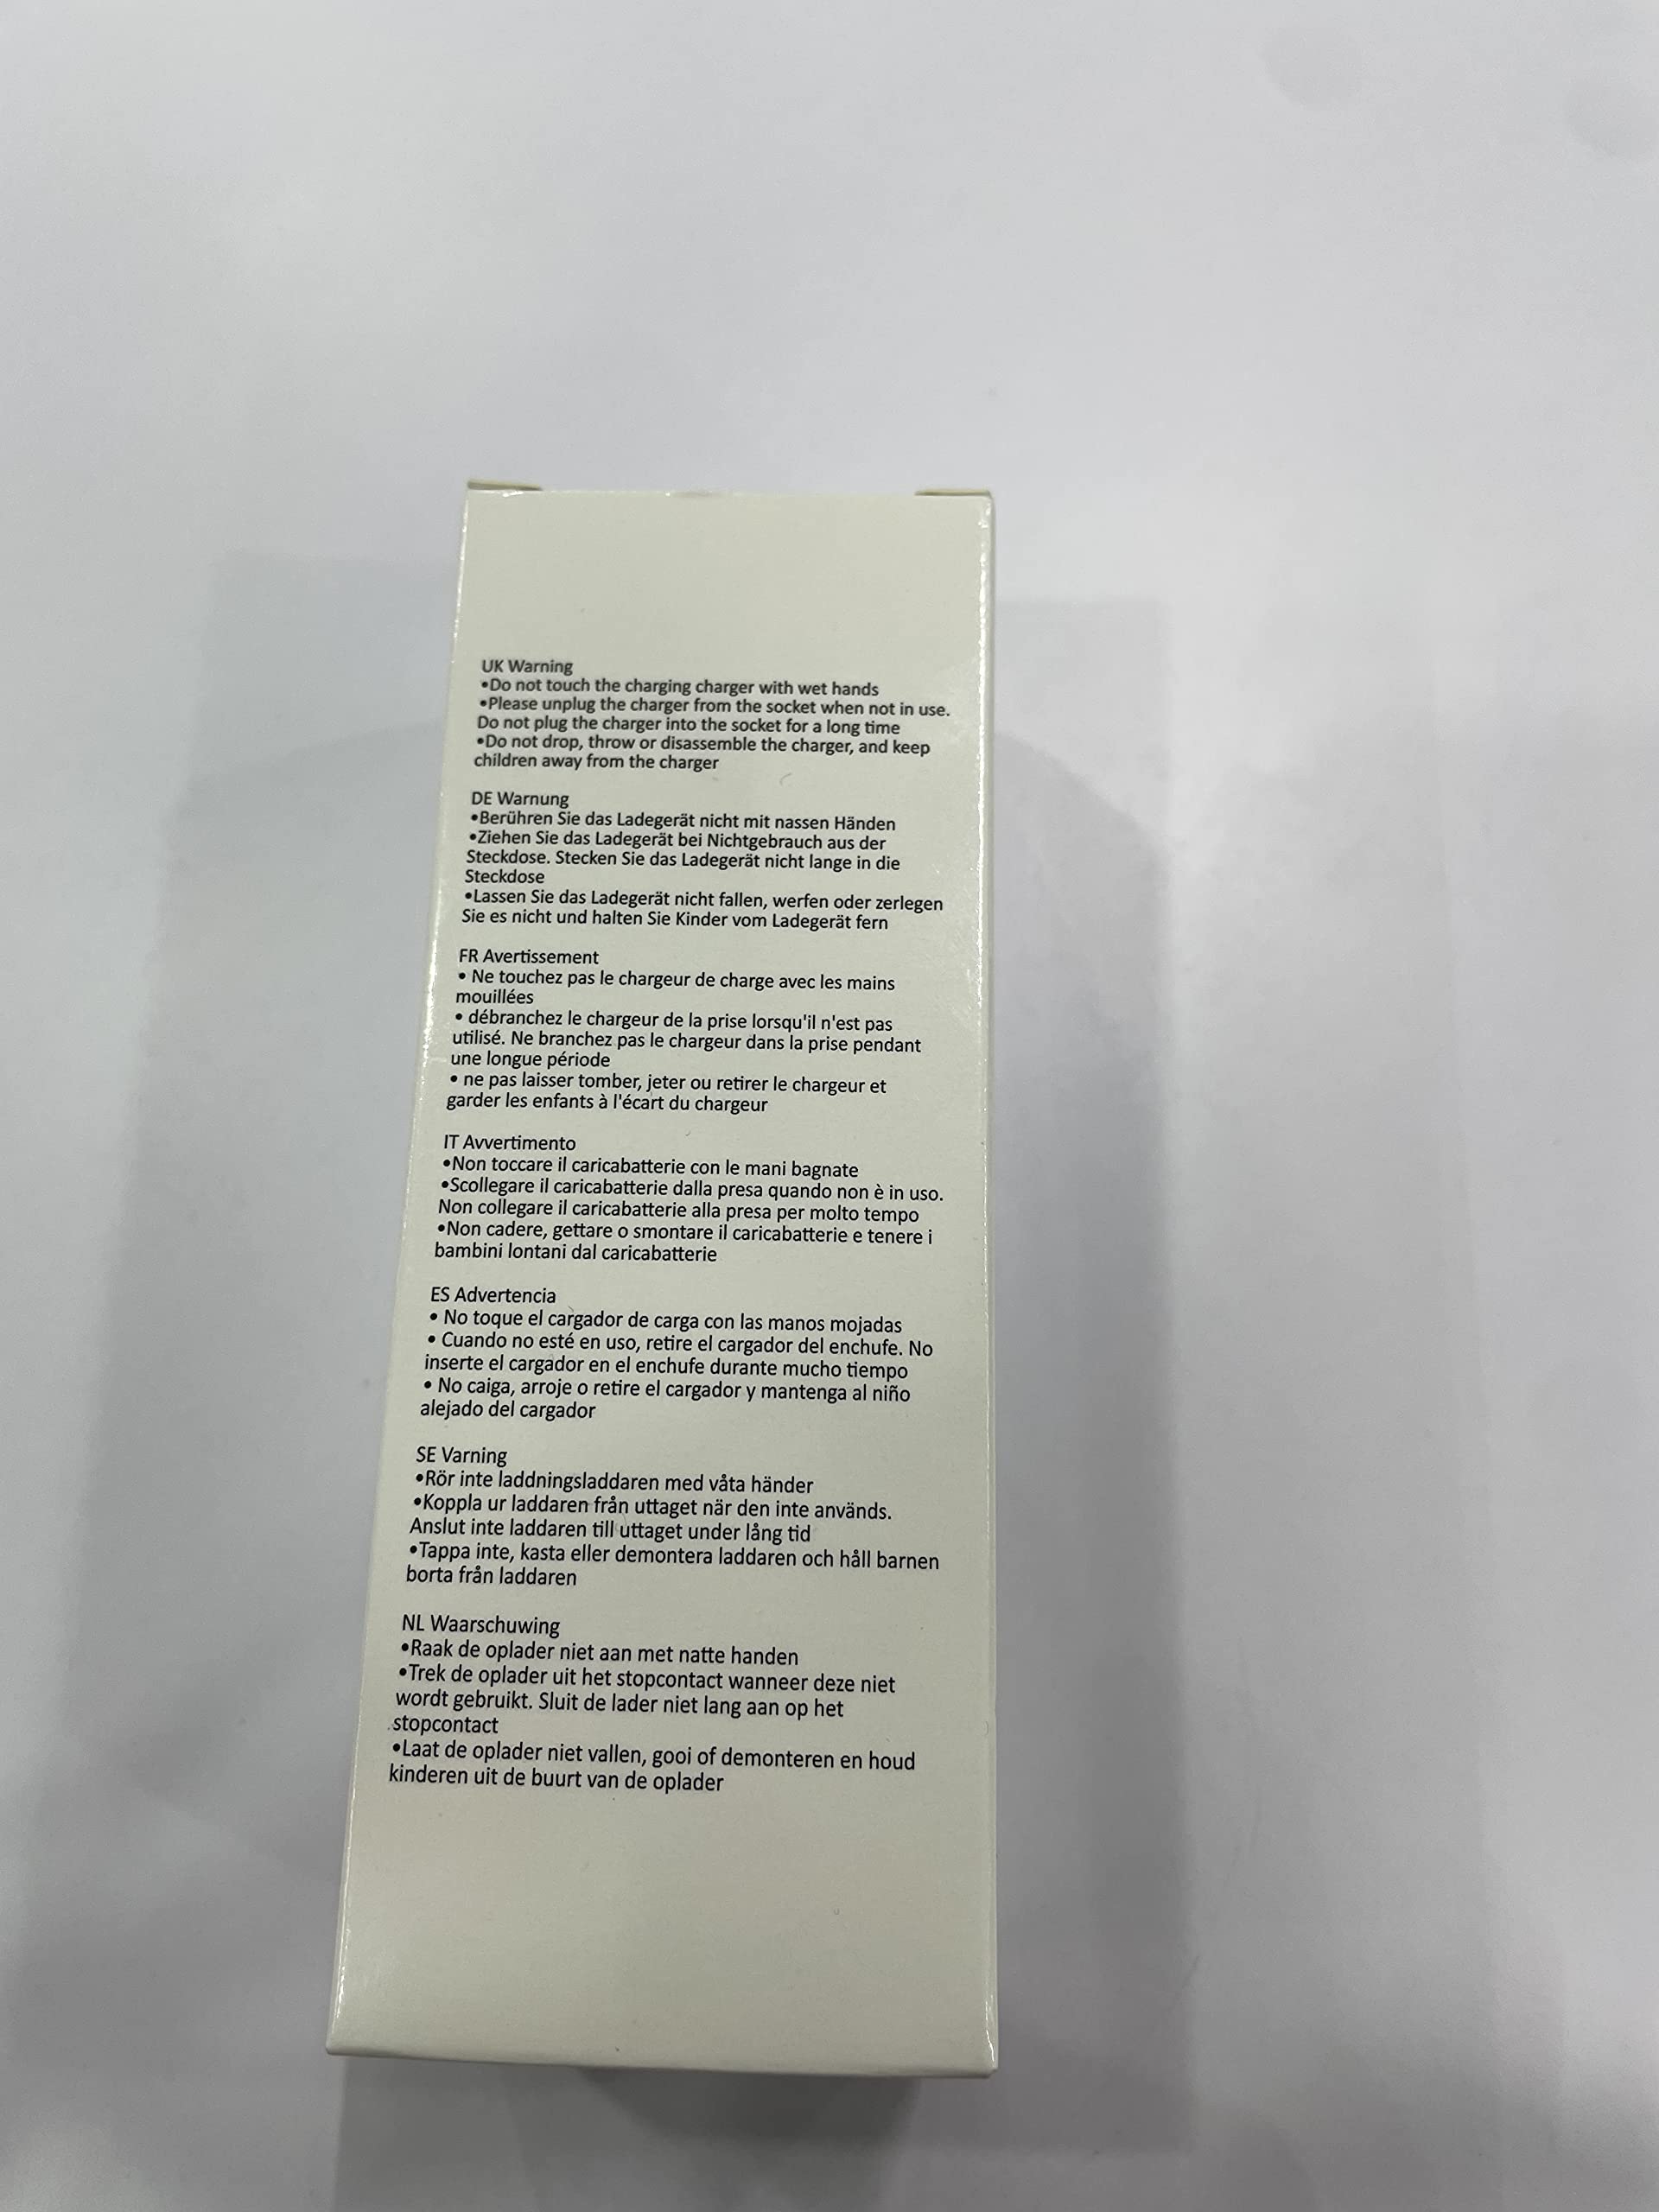 UK Warning
•Do not touch the charging charger with wet hands
•Please unplug the charger from the socket when not in use.
Do not plug the charger into the socket for a long time
•Do not drop, throw or disassemble the charger, and keep
children away from the charger
DE Warnung
•Berühren Sie das Ladegerät nicht mit nassen Händen
•Ziehen Sie das Ladegerät bei Nichtgebrauch aus der
Steckdose. Stecken Sie das Ladegerät nicht lange in die
Steckdose
•Lassen Sie das Ladegerät nicht fallen, werfen oder zerlegen
Sie es nicht und halten Sie Kinder vom Ladegerät fern
FR Avertissement
• Ne touchez pas le chargeur de charge avec les mains
mouillées
• débranchez le chargeur de la prise lorsqu'il n'est pas
utilisé. Ne branchez pas le chargeur dans la prise pendant
une longue période
• ne pas laisser tomber, jeter ou retirer le chargeur et
garder les enfants à l'écart du chargeur
IT Avvertimento
•Non toccare il caricabatterie con le mani bagnate
•Scollegare il caricabatterie dalla presa quando non è in uso.
Non collegare il caricabatterie alla presa per molto tempo
•Non cadere, gettare o smontare il caricabatterie e tenere i
bambini lontani dal caricabatterie
ES Advertencia
• No toque el cargador de carga con las manos mojadas
• Cuando no esté en uso, retire el cargador del enchufe. No
inserte el cargador en el enchufe durante mucho tiempo
• No caiga, arroje o retire el cargador y mantenga al niño
alejado del cargador
SE Varning
•Rör inte laddningsladdaren med våta händer
•Koppla ur laddaren från uttaget när den inte används.
Anslut inte laddaren till uttaget under lång tid
•Tappa inte, kasta eller demontera laddaren och håll barnen
borta från laddaren
NL Waarschuwing
•Raak de oplader niet aan met natte handen
•Trek de oplader uit het stopcontact wanneer deze niet
wordt gebruikt. Sluit de lader niet lang aan op het
stopcontact
•Laat de oplader niet vallen, gooi of demonteren en houd
kinderen uit de buurt van de oplader